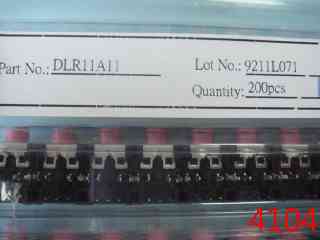 Part No.: DLR11A11 Lot No.: 9211L071
Quantity: 200pcs
4104